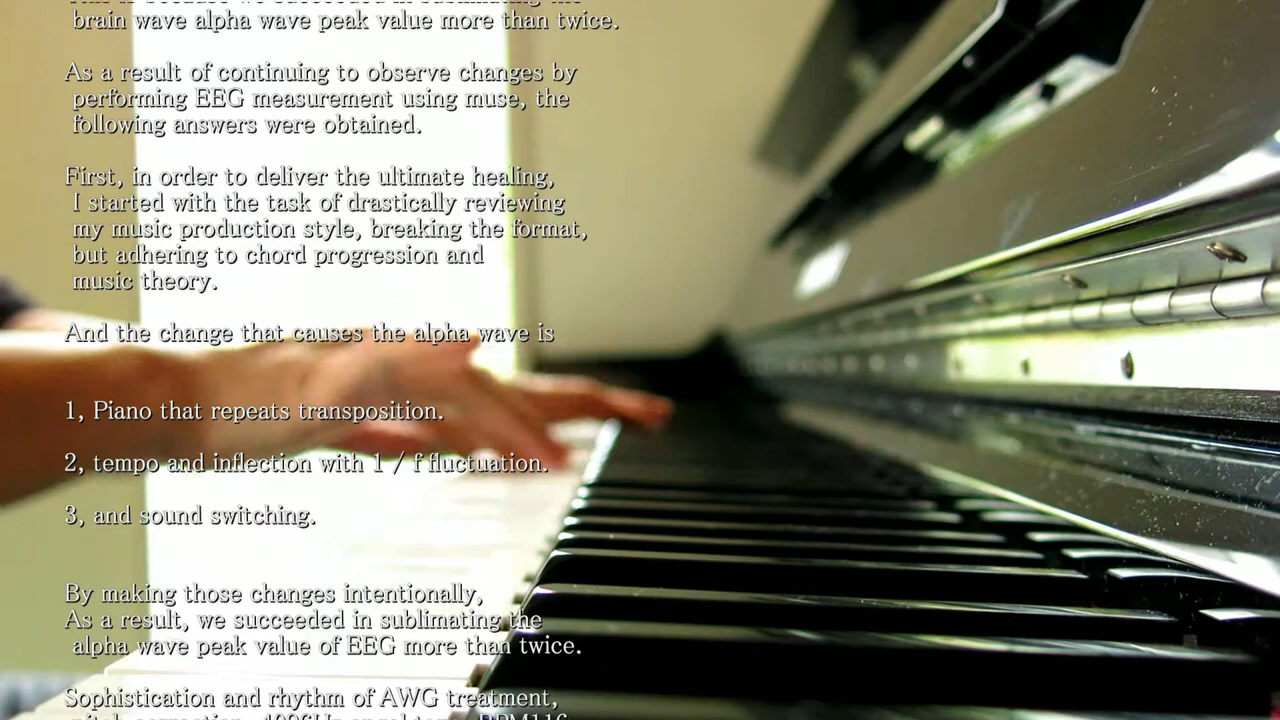 brain wave alpha wave peak value more than twice.
As a result of continuing to observe changes by
performing EEG measurement using muse, the
following answers were obtained.
First, in order to deliver the ultimate healing,
I started with the task of drastically reviewing
my music production style, breaking the format,
but adhering to chord progression and
music theory.
And the change that causes the alpha wave is
1, Piano that repeats transposition.
2, tempo and inflection with 1 / f fluctuation.
3, and sound switching.
By making those changes intentionally,
As a result, we succeeded in sublimating the
alpha wave peak value of EEG more than twice.
Sophistication and rhythm of AWG treatment,